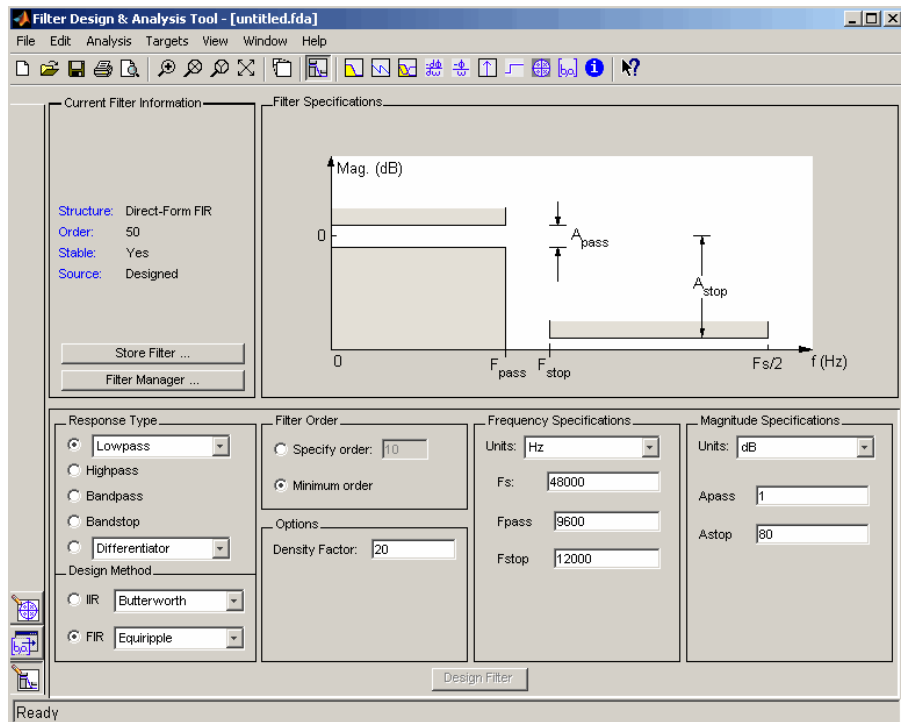 Filter Design & Analysis Tool - [untitled.fda]
File Edit Analysis Targets View Window Help
Current Filter Information
Structure: Direct-Form FIR
Order: 50
Stable: Yes
Source: Designed
Store Filter ...
Filter Manager ...
Filter Specifications
Mag. (dB)
0
Apass
Astop
0
Fpass
Fstop
Fs/2
f (Hz)
Response Type
Lowpass
Highpass
Bandpass
Bandstop
Differentiator
Design Method
IIR Butterworth
FIR Equiripple
Filter Order
Specify order: 10
Minimum order
Options
Density Factor: 20
Frequency Specifications
Units: Hz
Fs: 48000
Fpass 9600
Fstop 12000
Magnitude Specifications
Units: dB
Apass 1
Astop 80
Design Filter
Ready